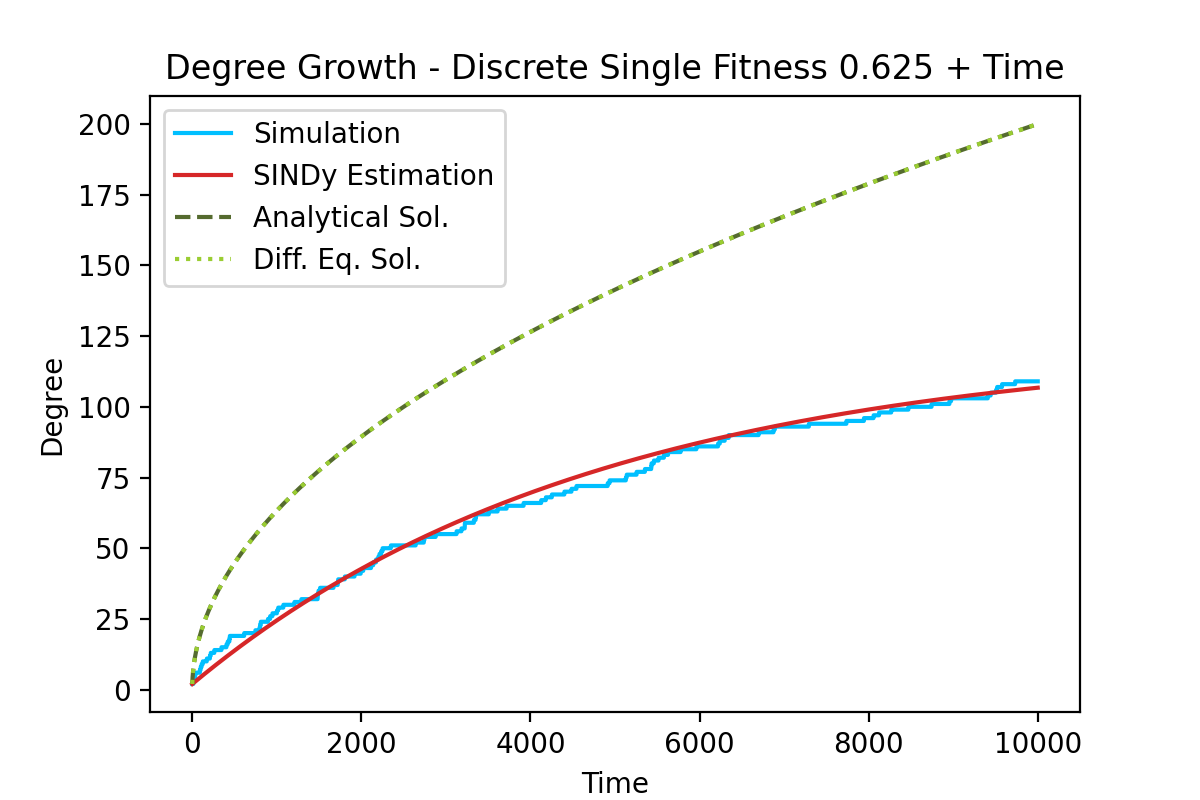 Degree Growth - Discrete Single Fitness 0.625 + Time
Simulation
SINDy Estimation
Analytical Sol.
Diff. Eq. Sol.
200
175
150
125
100
75
50
25
0
Degree
0 2000 4000 6000 8000 10000
Time